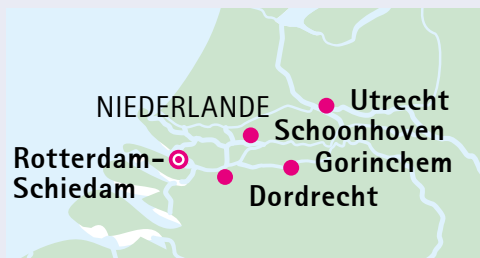 NIEDERLANDE
Utrecht
Schoonhoven
Rotterdam-
Schiedam
Gorinchem
Dordrecht